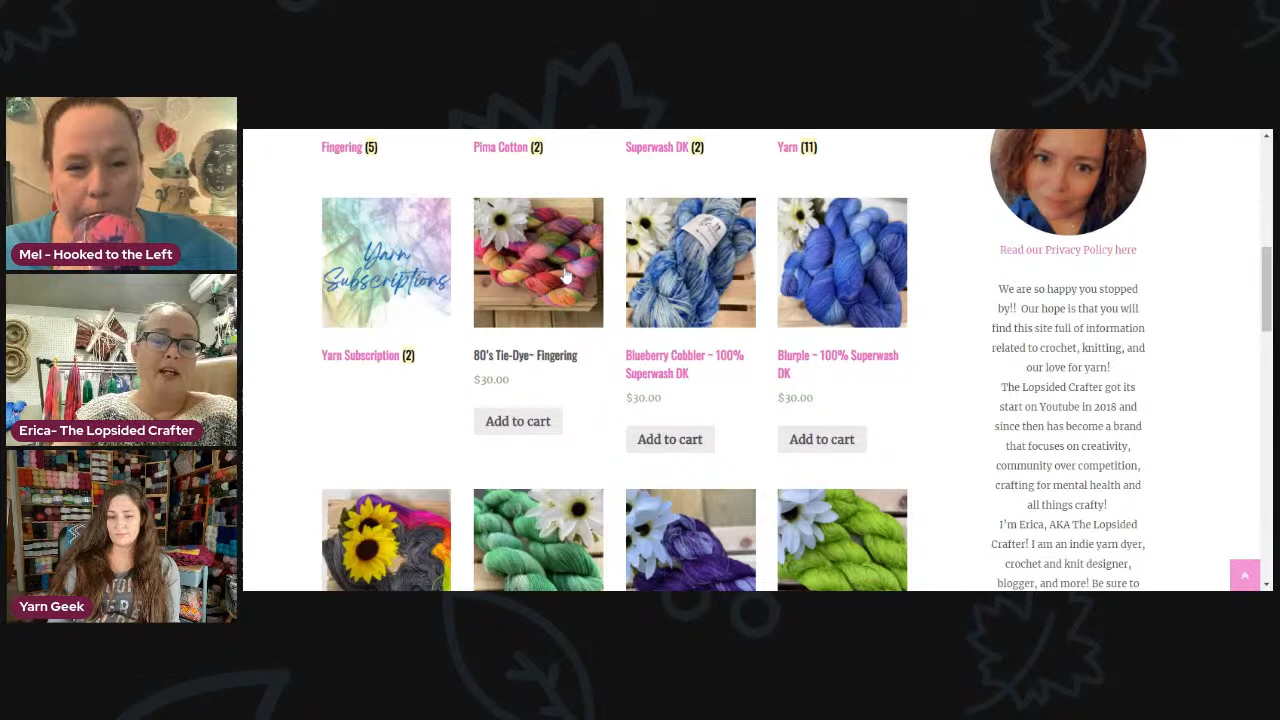 Mel - Hooked to the Left
Erica- The Lopsided Crafter
Yarn Geek
Fingering (5)
Pima Cotton (2)
Superwash DK (2)
Yarn (11)
Yarn
Subscriptions
Yarn Subscription (2)
80's Tie-Dye~ Fingering
$30.00
Add to cart
Blueberry Cobbler ~ 100%
Superwash DK
$30.00
Add to cart
Blurple ~ 100% Superwash
DK
$30.00
Add to cart
Read our Privacy Policy here
We are so happy you stopped
by!! Our hope is that you will
find this site full of information
related to crochet, knitting, and
our love for yarn!
The Lopsided Crafter got its
start on Youtube in 2018 and
since then has become a brand
that focuses on creativity,
community over competition,
crafting for mental health and
all things crafty!
I'm Erica, AKA The Lopsided
Crafter! I am an indie yarn dyer,
crochet and knit designer,
blogger, and more! Be sure to